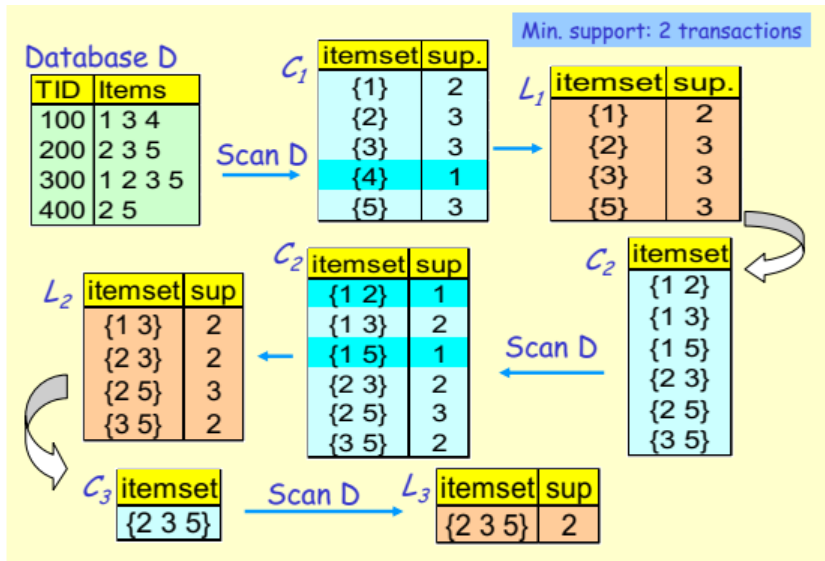 Min. support: 2 transactions
Database D
TID Items
100 1 3 4
200 2 3 5
300 1 2 3 5
400 2 5
Scan D
C1
itemset sup.
{1} 2
{2} 3
{3} 3
{4} 1
{5} 3
L1
itemset sup.
{1} 2
{2} 3
{3} 3
{5} 3
C2
itemset
{1 2}
{1 3}
{1 5}
{2 3}
{2 5}
{3 5}
Scan D
C2
itemset sup
{1 2} 1
{1 3} 2
{1 5} 1
{2 3} 2
{2 5} 3
{3 5} 2
L2
itemset sup
{1 3} 2
{2 3} 2
{2 5} 3
{3 5} 2
C3
itemset
{2 3 5}
Scan D
L3
itemset sup
{2 3 5} 2